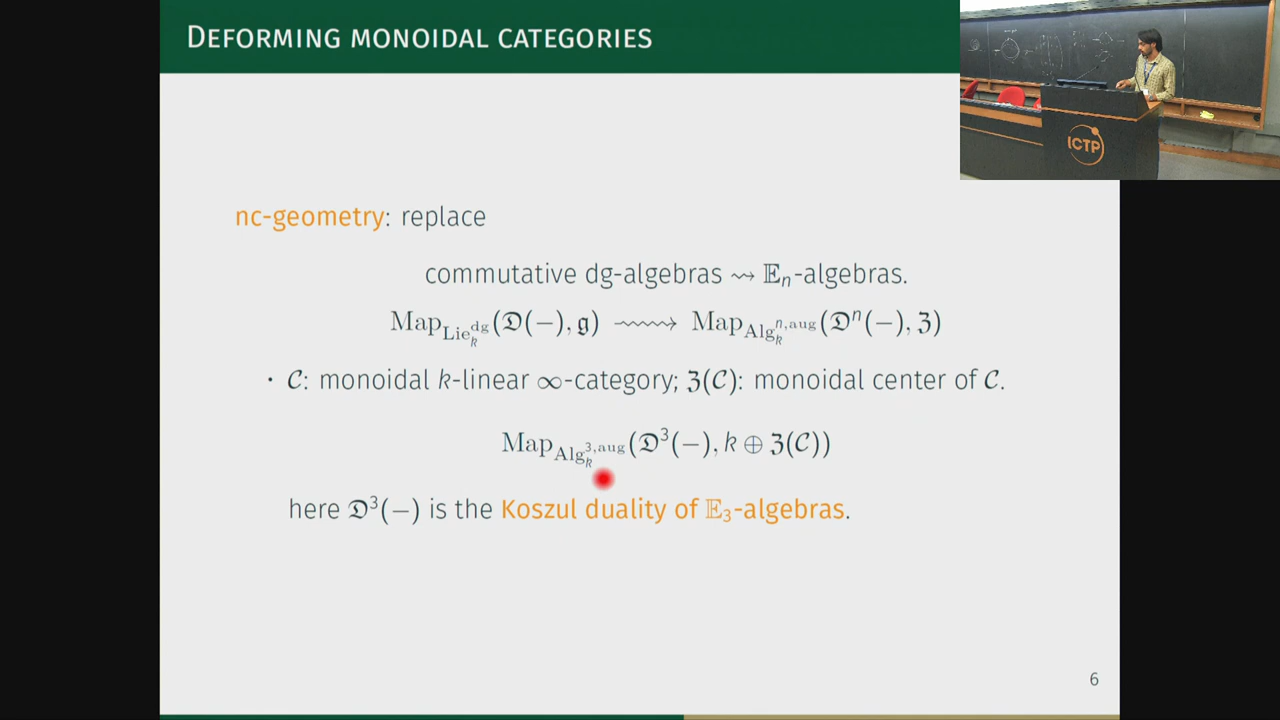 DEFORMING MONOIDAL CATEGORIES
ICTP
nc-geometry: replace
commutative dg-algebras ⇝ 𝔼ₙ-algebras.
Map_{Lie_k^{dg}}(𝔇(−), 𝔤) ⇝ Map_{Alg_k^{n,aug}}(𝔇ⁿ(−), ℨ)
· 𝒞: monoidal k-linear ∞-category; ℨ(𝒞): monoidal center of 𝒞.
Map_{Alg_k^{3,aug}}(𝔇³(−), k ⊕ ℨ(𝒞))
here 𝔇³(−) is the Koszul duality of 𝔼₃-algebras.
6